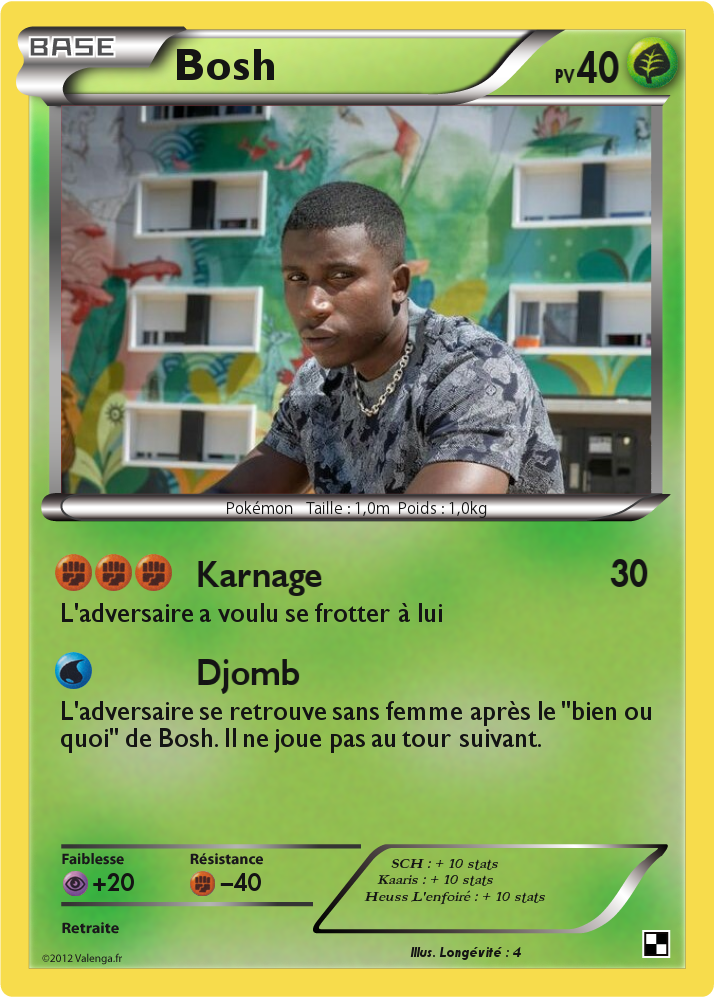 BASE
Bosh
PV 40
Pokémon Taille : 1,0m Poids : 1,0kg
Karnage 30
L'adversaire a voulu se frotter à lui
Djomb
L'adversaire se retrouve sans femme après le "bien ou
quoi" de Bosh. Il ne joue pas au tour suivant.
Faiblesse Résistance
+20 −40
SCH : + 10 stats
Kaaris : + 10 stats
Heuss L'enfoiré : + 10 stats
Retraite
Illus. Longévité : 4
©2012 Valenga.fr